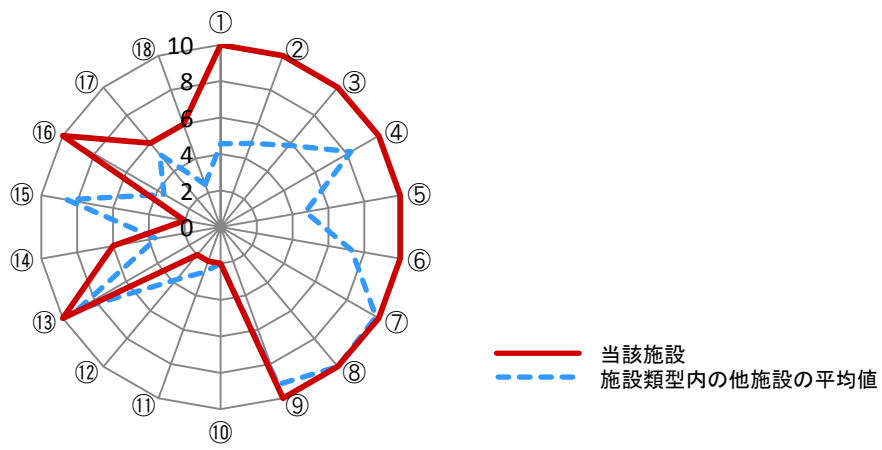 ①
⑱ 10 ②
⑰ 8 ③
⑯ 6 ④
4
⑮ 2 ⑤
0
⑭ ⑥
⑬ ⑦
⑫ ⑧
⑪ ⑨
⑩
当該施設
施設類型内の他施設の平均値